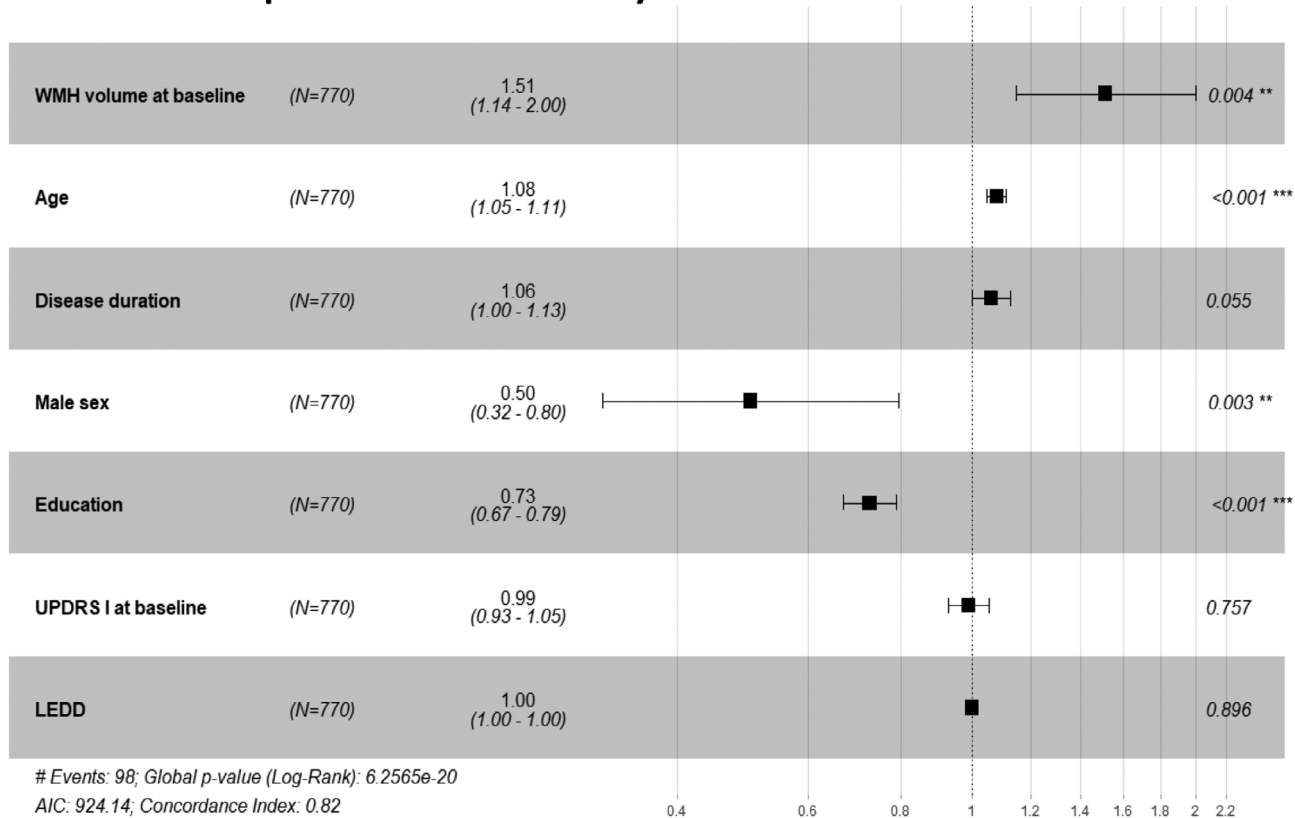 WMH volume at baseline (N=770) 1.51 0.004 **
(1.14 - 2.00)
Age (N=770) 1.08 <0.001 ***
(1.05 - 1.11)
Disease duration (N=770) 1.06 0.055
(1.00 - 1.13)
Male sex (N=770) 0.50 0.003 **
(0.32 - 0.80)
Education (N=770) 0.73 <0.001 ***
(0.67 - 0.79)
UPDRS I at baseline (N=770) 0.99 0.757
(0.93 - 1.05)
LEDD (N=770) 1.00 0.896
(1.00 - 1.00)
# Events: 98; Global p-value (Log-Rank): 6.2565e-20
AIC: 924.14; Concordance Index: 0.82
0.4 0.6 0.8 1 1.2 1.4 1.6 1.8 2 2.2